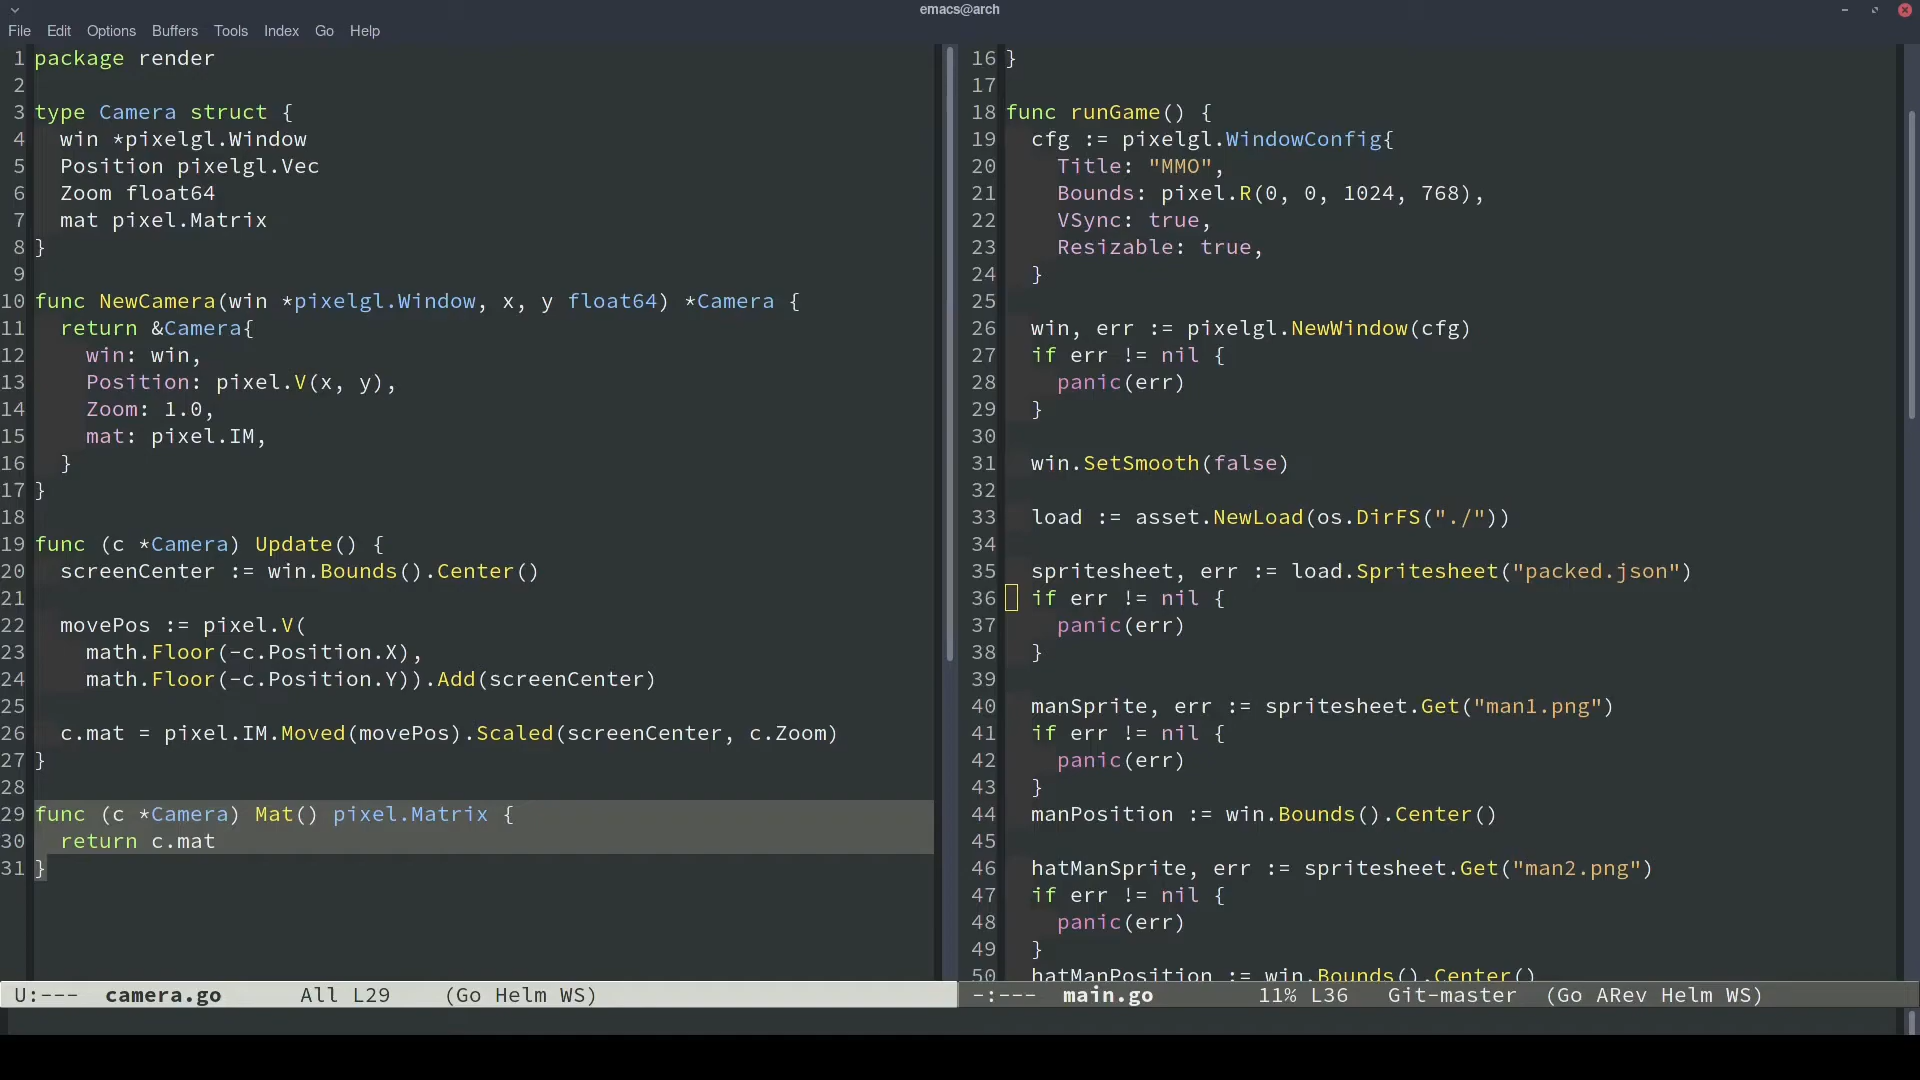 emacs@arch
File Edit Options Buffers Tools Index Go Help
1 package render
2
3 type Camera struct {
4 win *pixelgl.Window
5 Position pixelgl.Vec
6 Zoom float64
7 mat pixel.Matrix
8 }
9
10 func NewCamera(win *pixelgl.Window, x, y float64) *Camera {
11 return &Camera{
12 win: win,
13 Position: pixel.V(x, y),
14 Zoom: 1.0,
15 mat: pixel.IM,
16 }
17 }
18
19 func (c *Camera) Update() {
20 screenCenter := win.Bounds().Center()
21
22 movePos := pixel.V(
23 math.Floor(-c.Position.X),
24 math.Floor(-c.Position.Y)).Add(screenCenter)
25
26 c.mat = pixel.IM.Moved(movePos).Scaled(screenCenter, c.Zoom)
27 }
28
29 func (c *Camera) Mat() pixel.Matrix {
30 return c.mat
31 }
U:--- camera.go All L29 (Go Helm WS)
16 }
17
18 func runGame() {
19 cfg := pixelgl.WindowConfig{
20 Title: "MMO",
21 Bounds: pixel.R(0, 0, 1024, 768),
22 VSync: true,
23 Resizable: true,
24 }
25
26 win, err := pixelgl.NewWindow(cfg)
27 if err != nil {
28 panic(err)
29 }
30
31 win.SetSmooth(false)
32
33 load := asset.NewLoad(os.DirFS("./"))
34
35 spritesheet, err := load.Spritesheet("packed.json")
36 if err != nil {
37 panic(err)
38 }
39
40 manSprite, err := spritesheet.Get("man1.png")
41 if err != nil {
42 panic(err)
43 }
44 manPosition := win.Bounds().Center()
45
46 hatManSprite, err := spritesheet.Get("man2.png")
47 if err != nil {
48 panic(err)
49 }
50 hatManPosition := win.Bounds().Center()
-:--- main.go 11% L36 Git-master (Go ARev Helm WS)